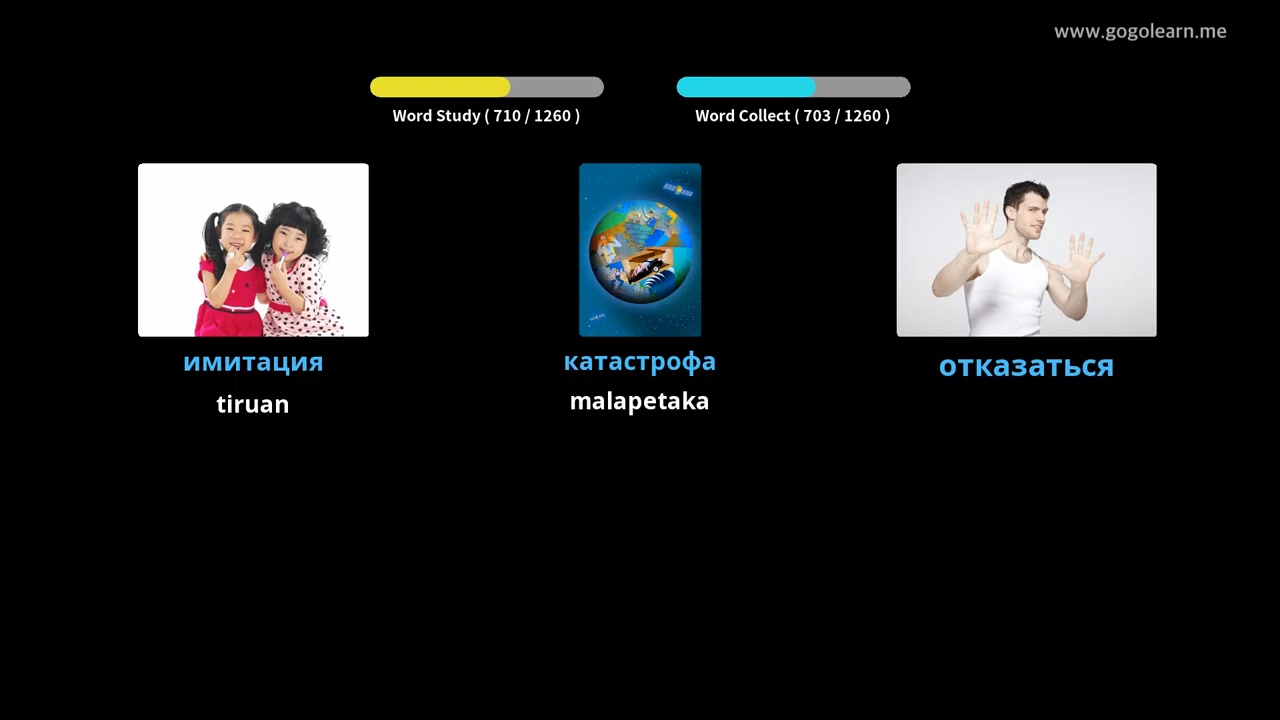 www.gogolearn.me
Word Study ( 710 / 1260 )
Word Collect ( 703 / 1260 )
имитация
tiruan
катастрофа
malapetaka
отказаться